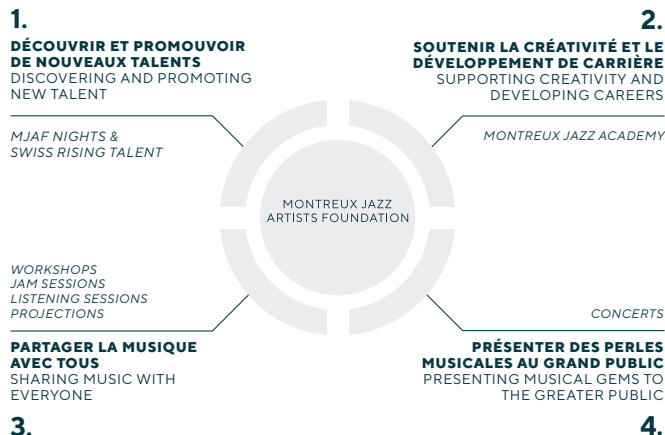 1.
DÉCOUVRIR ET PROMOUVOIR
DE NOUVEAUX TALENTS
DISCOVERING AND PROMOTING
NEW TALENT
MJAF NIGHTS &
SWISS RISING TALENT
2.
SOUTENIR LA CRÉATIVITÉ ET LE
DÉVELOPPEMENT DE CARRIÈRE
SUPPORTING CREATIVITY AND
DEVELOPING CAREERS
MONTREUX JAZZ ACADEMY
MONTREUX JAZZ
ARTISTS FOUNDATION
WORKSHOPS
JAM SESSIONS
LISTENING SESSIONS
PROJECTIONS
PARTAGER LA MUSIQUE
AVEC TOUS
SHARING MUSIC WITH
EVERYONE
3.
CONCERTS
PRÉSENTER DES PERLES
MUSICALES AU GRAND PUBLIC
PRESENTING MUSICAL GEMS TO
THE GREATER PUBLIC
4.